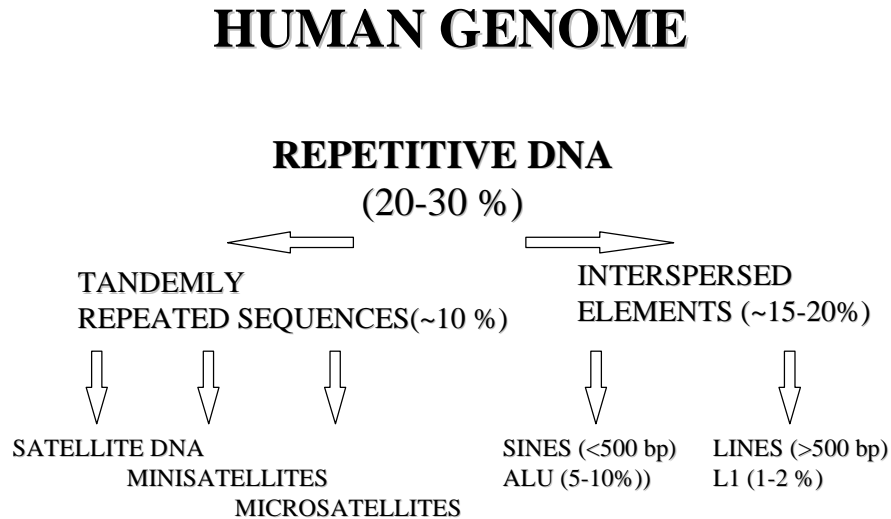 HUMAN GENOME
REPETITIVE DNA
(20-30 %)
TANDEMLY
REPEATED SEQUENCES(~10 %)
INTERSPERSED
ELEMENTS (~15-20%)
SATELLITE DNA
MINISATELLITES
MICROSATELLITES
SINES (<500 bp)
ALU (5-10%))
LINES (>500 bp)
L1 (1-2 %)